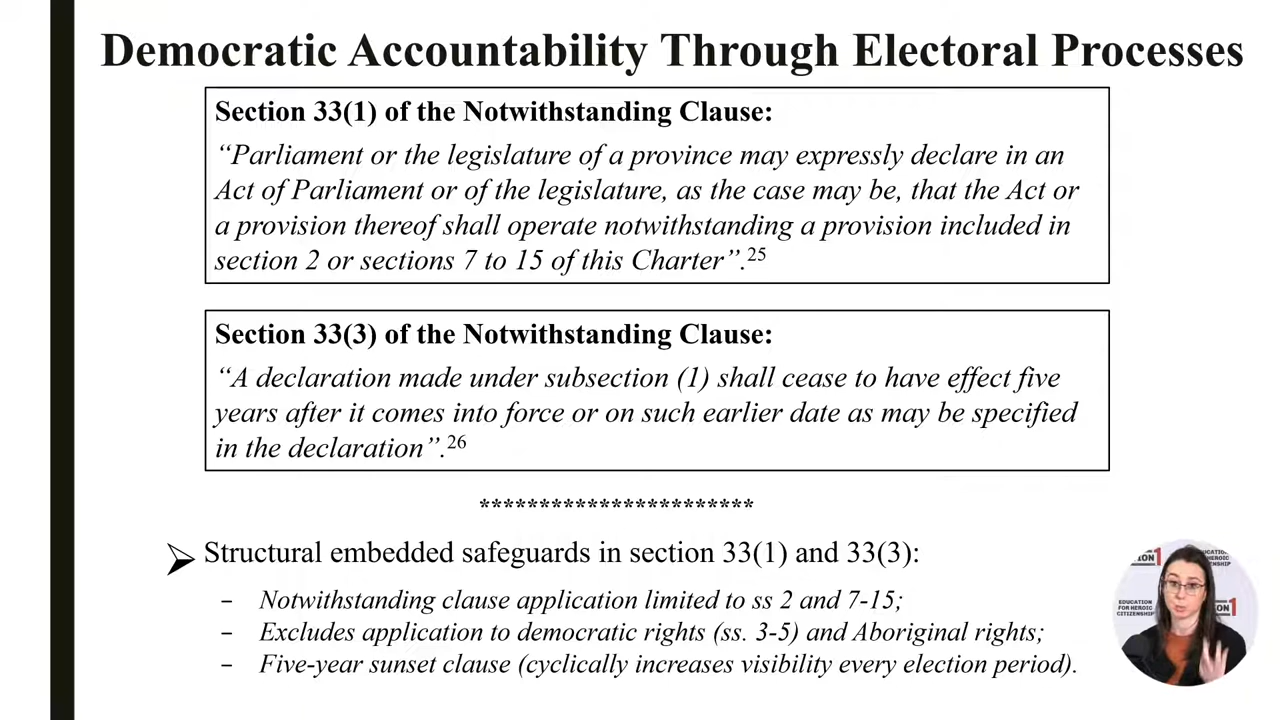 Democratic Accountability Through Electoral Processes
Section 33(1) of the Notwithstanding Clause:
“Parliament or the legislature of a province may expressly declare in an
Act of Parliament or of the legislature, as the case may be, that the Act or
a provision thereof shall operate notwithstanding a provision included in
section 2 or sections 7 to 15 of this Charter”.25
Section 33(3) of the Notwithstanding Clause:
“A declaration made under subsection (1) shall cease to have effect five
years after it comes into force or on such earlier date as may be specified
in the declaration”.26
***********************
➢ Structural embedded safeguards in section 33(1) and 33(3):
– Notwithstanding clause application limited to ss 2 and 7-15;
– Excludes application to democratic rights (ss. 3-5) and Aboriginal rights;
– Five-year sunset clause (cyclically increases visibility every election period).
EDUCATION
FOR HEROIC
CITIZENSHIP